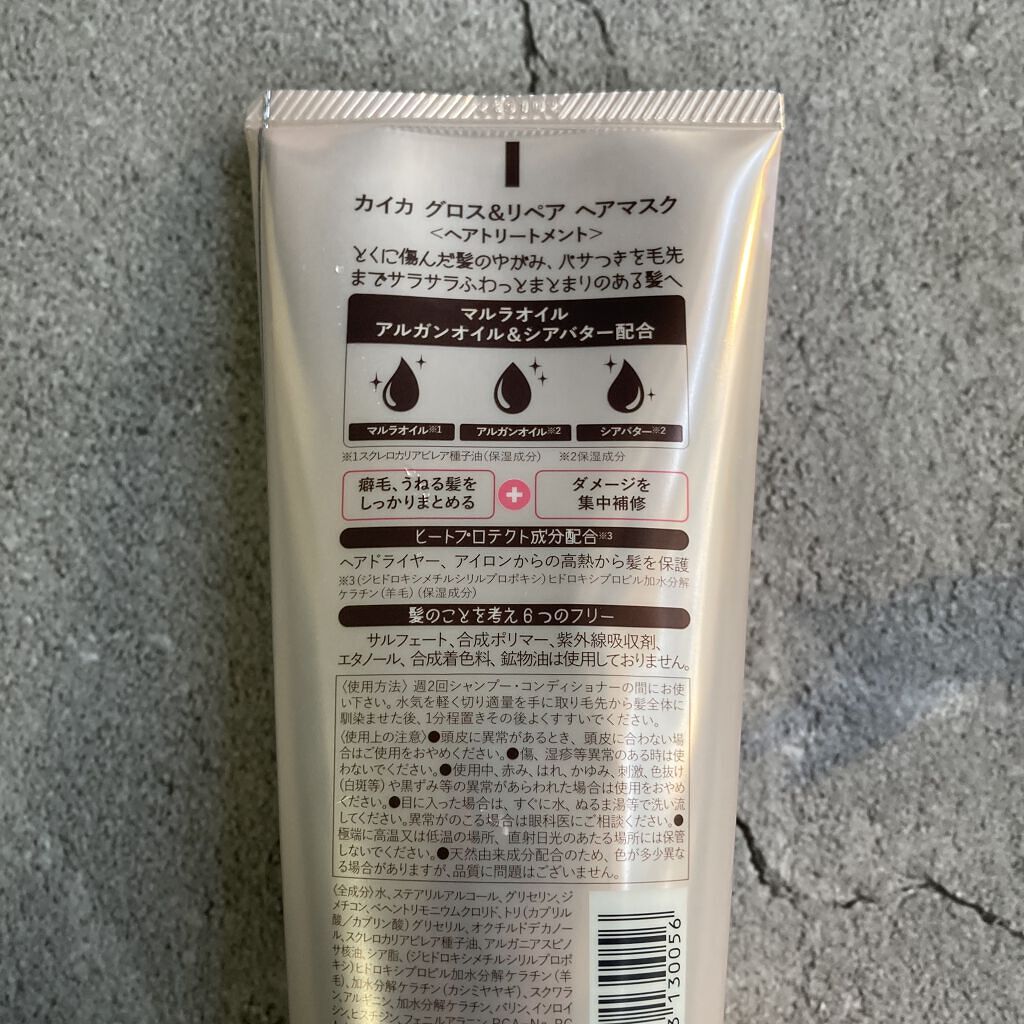 カイカ グロス&リペア ヘアマスク
<ヘアトリートメント>
とくに傷んだ髪のゆがみ、パサつきを毛先
までサラサラふわっとまとまりのある髪へ
マルラオイル
アルガンオイル&シアバター配合
マルラオイル※1 アルガンオイル※2 シアバター※2
※1スクレロカリアビレア種子油(保湿成分) ※2保湿成分
癖毛、うねる髪を
しっかりまとめる
+
ダメージを
集中補修
ヒートプロテクト成分配合※3
ヘアドライヤー、アイロンからの高熱から髪を保護
※3(ジヒドロキシメチルシリルプロポキシ)ヒドロキシプロピル加水分解
ケラチン(羊毛)(保湿成分)
髪のことを考え6つのフリー
サルフェート、合成ポリマー、紫外線吸収剤、
エタノール、合成着色料、鉱物油は使用しておりません。
〈使用方法〉週2回シャンプー・コンディショナーの間にお使
い下さい。水気を軽く切り適量を手に取り毛先から髪全体に
馴染ませた後、1分程置きその後よくすすいでください。
〈使用上の注意〉●頭皮に異常があるとき、頭皮に合わない場
合はご使用をおやめください。●傷、湿疹等異常のある時は使
わないでください。●使用中、赤み、はれ、かゆみ、刺激、色抜け
(白斑等)や黒ずみ等の異常があらわれた場合は使用をおやめ
ください。●目に入った場合は、すぐに水、ぬるま湯等で洗い流
してください。異常がのこる場合は眼科医にご相談ください。●
極端に高温又は低温の場所、直射日光のあたる場所には保管
しないでください。●天然由来成分配合のため、色が多少異な
る場合がありますが、品質に問題はございません。
〈全成分〉水、ステアリルアルコール、グリセリン、ジ
メチコン、ベヘントリモニウムクロリド、トリ(カプリル
酸/カプリン酸)グリセリル、オクチルドデカノー
ル、スクレロカリアビレア種子油、アルガニアスピノ
サ核油、シア脂、(ジヒドロキシメチルシリルプロポ
キシ)ヒドロキシプロピル加水分解ケラチン(羊
毛)、加水分解ケラチン(カシミヤヤギ)、スクワラ
ン、アルギニン、加水分解ケラチン、バリン、イソロイ
シン、ヒスチジン、フェニルアラニン、PCA-Na、PC
3130056